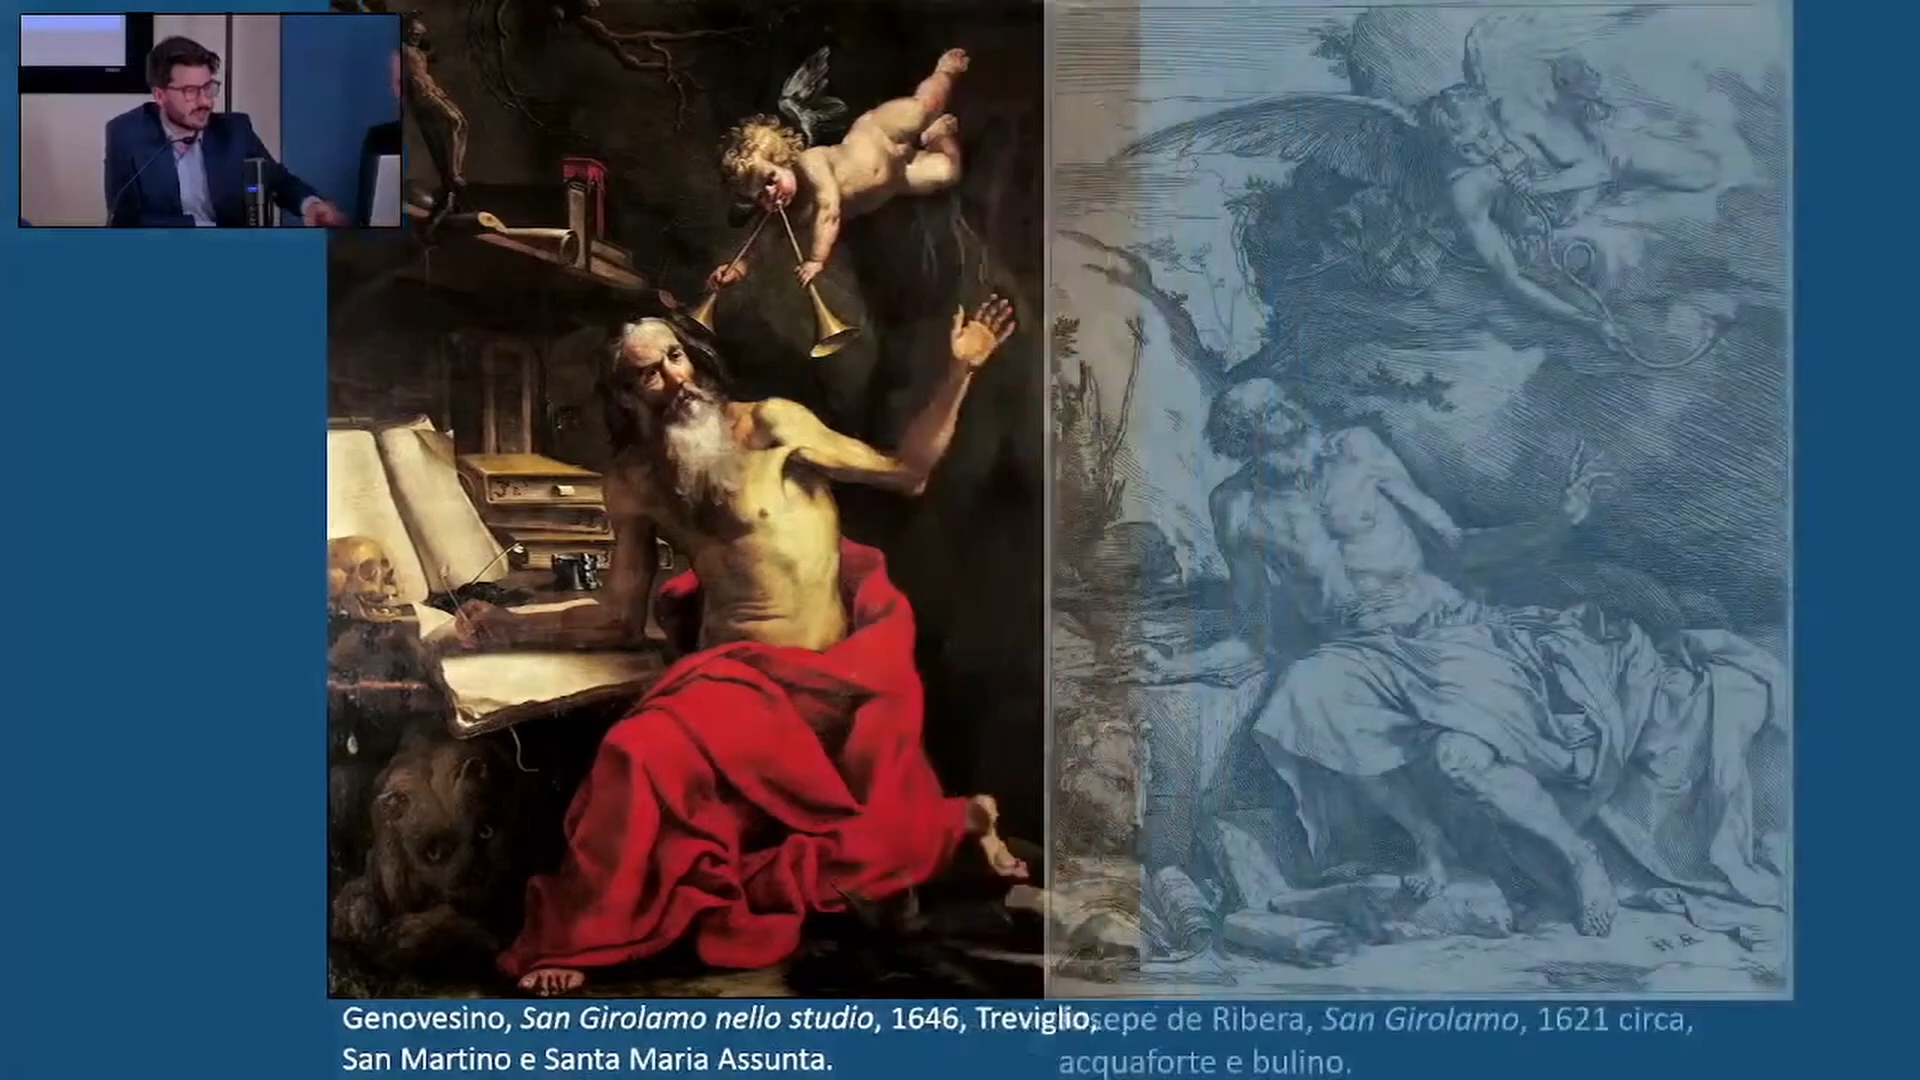 Genovesino, San Girolamo nello studio, 1646, Treviglio,
San Martino e Santa Maria Assunta.
de Ribera, San Girolamo, 1621 circa,
acquaforte e bulino.